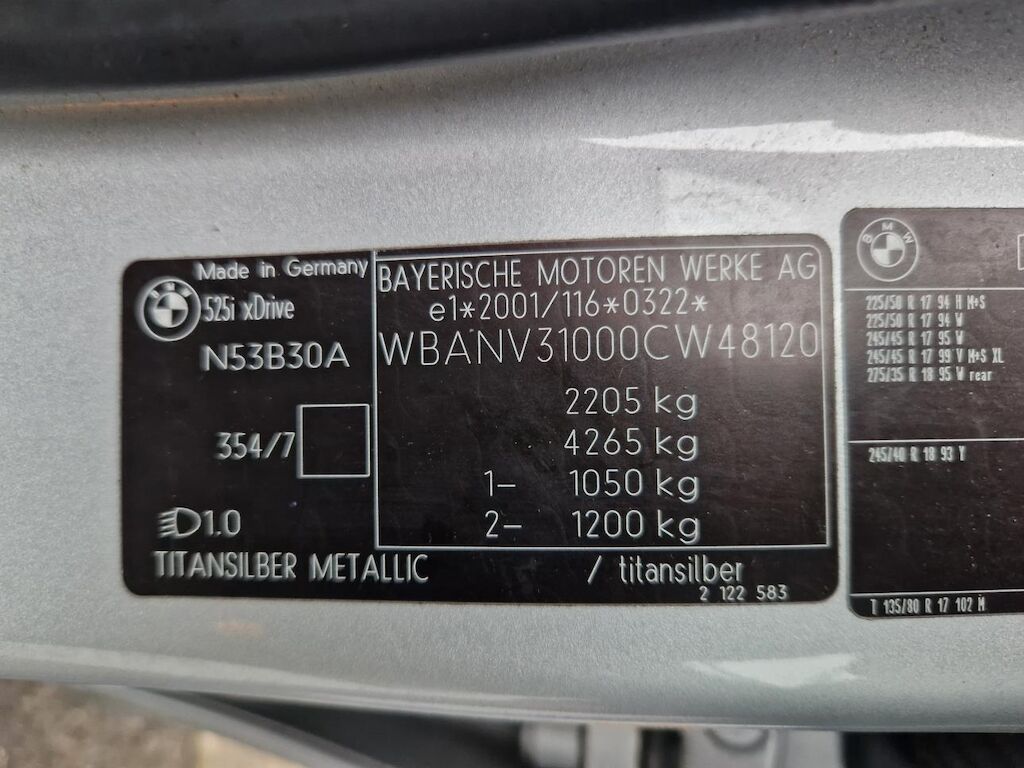 Made in Germany
525i xDrive
N53B30A
354/7
1.0
TITANSILBER METALLIC / titansilber
2 122 583
BAYERISCHE MOTOREN WERKE AG
e1*2001/116*0322*
WBANV31000CW48120
2205 kg
4265 kg
1- 1050 kg
2- 1200 kg
BMW
225/50 R 17 94 H M+S
225/50 R 17 94 W
245/45 R 17 95 W
245/45 R 17 99 V M+S XL
275/35 R 18 95 W rear
245/40 R 18 93 Y
T 135/80 R 17 102 M